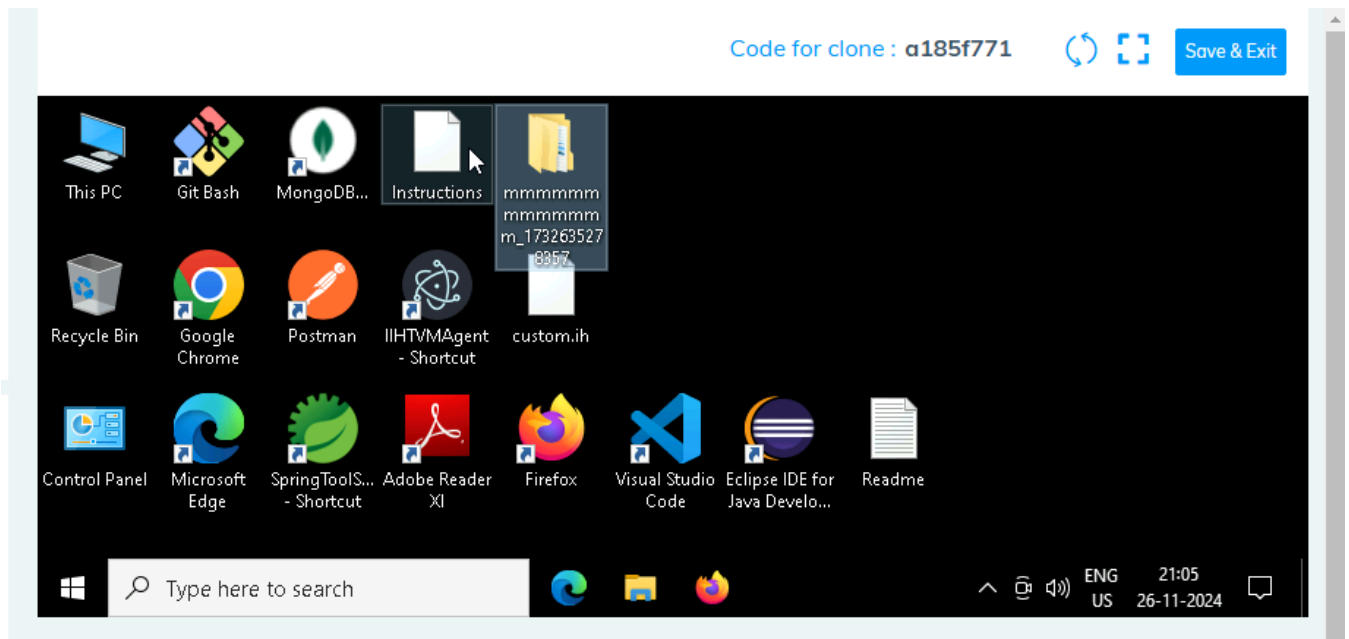 Code for clone : a185f771
Save & Exit
This PC
Git Bash
MongoDB...
Instructions
mmmmmm
mmmmmm
m_173263527
8357
Recycle Bin
Google
Chrome
Postman
IIHTVMAgent
- Shortcut
custom.ih
Control Panel
Microsoft
Edge
SpringToolS...
- Shortcut
Adobe Reader
XI
Firefox
Visual Studio
Code
Eclipse IDE for
Java Develo...
Readme
Type here to search
ENG
US
21:05
26-11-2024